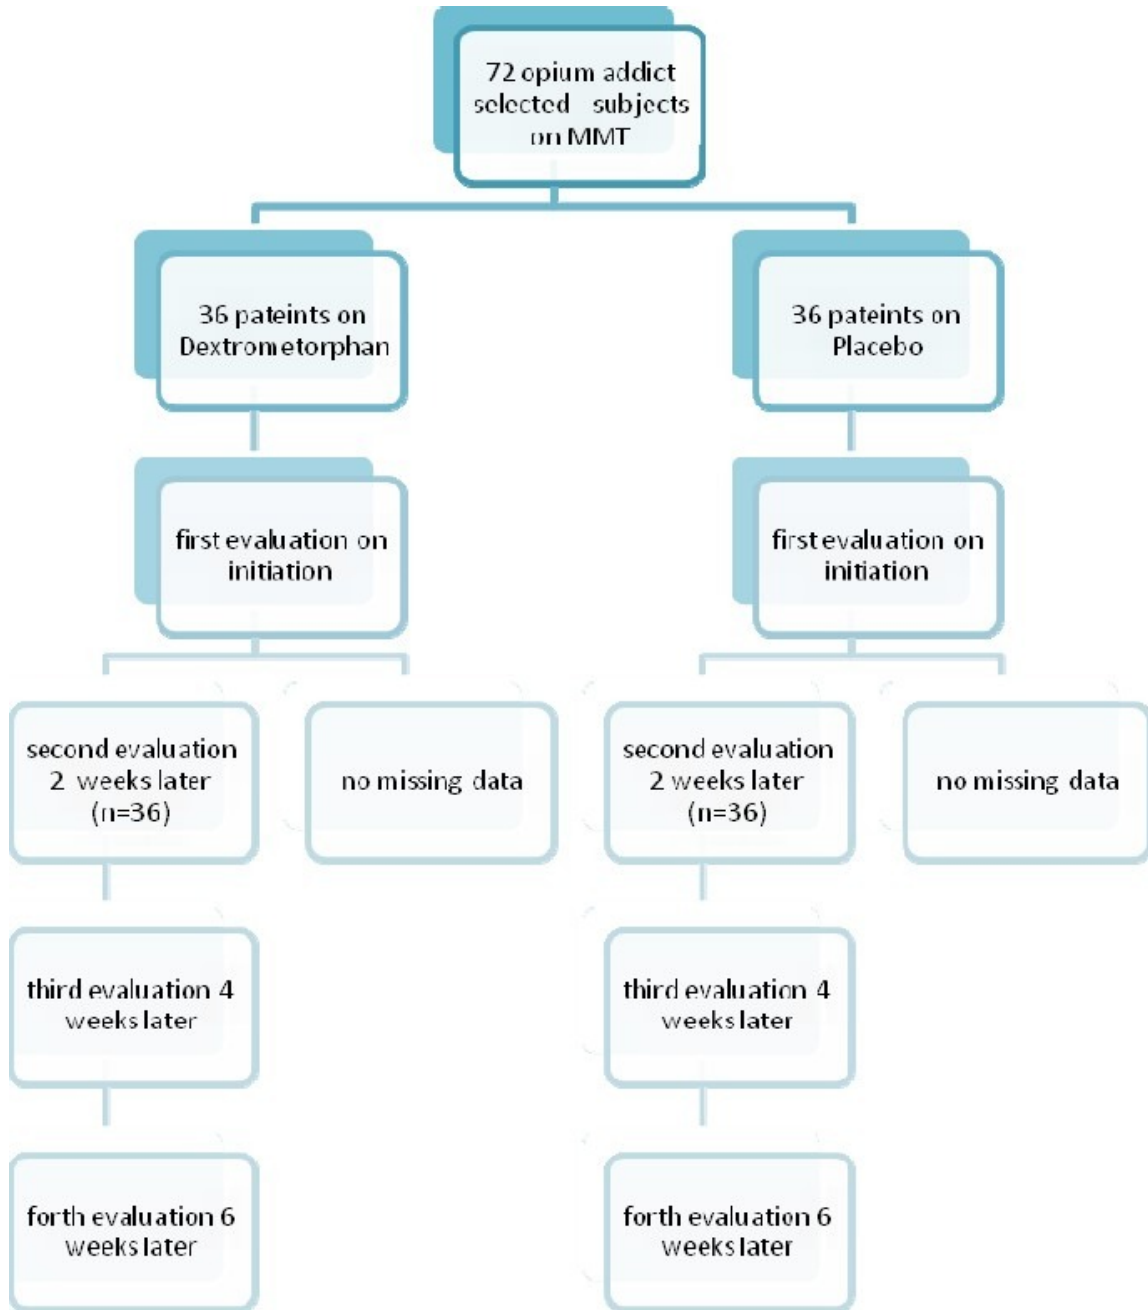 72 opium addict
selected subjects
on MMT
36 pateints on
Dextrometorphan
36 pateints on
Placebo
first evaluation on
initiation
first evaluation on
initiation
second evaluation
2 weeks later
(n=36)
no missing data
second evaluation
2 weeks later
(n=36)
no missing data
third evaluation 4
weeks later
third evaluation 4
weeks later
forth evaluation 6
weeks later
forth evaluation 6
weeks later